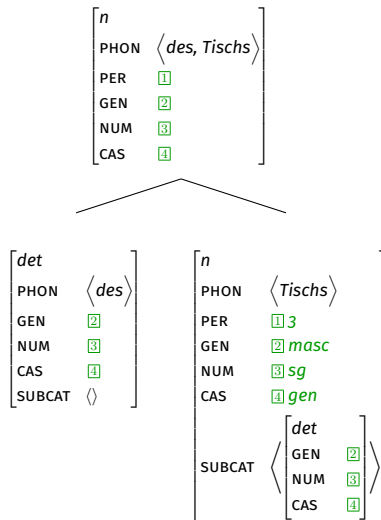 n
PHON ⟨des, Tischs⟩
PER 1
GEN 2
NUM 3
CAS 4
det
PHON ⟨des⟩
GEN 2
NUM 3
CAS 4
SUBCAT ⟨⟩
n
PHON ⟨Tischs⟩
PER 1 3
GEN 2 masc
NUM 3 sg
CAS 4 gen
SUBCAT ⟨
det
GEN 2
NUM 3
CAS 4
⟩